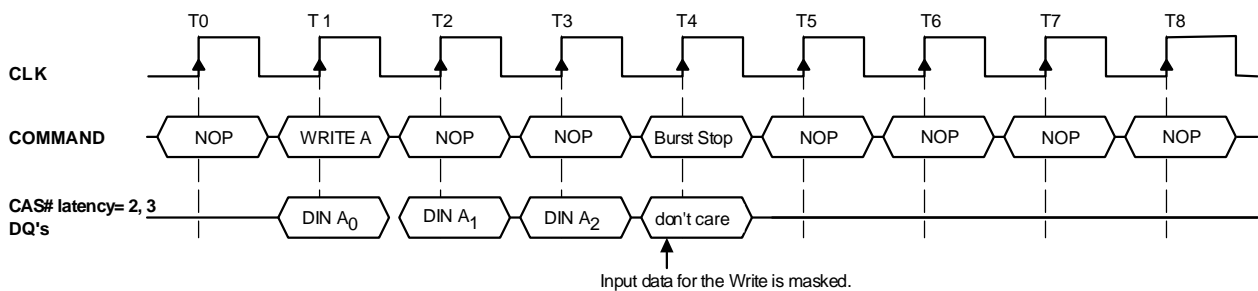 T0 T1 T2 T3 T4 T5 T6 T7 T8
CLK
COMMAND NOP WRITE A NOP NOP Burst Stop NOP NOP NOP NOP
CAS# latency= 2, 3
DQ's DIN A0 DIN A1 DIN A2 don't care
Input data for the Write is masked.